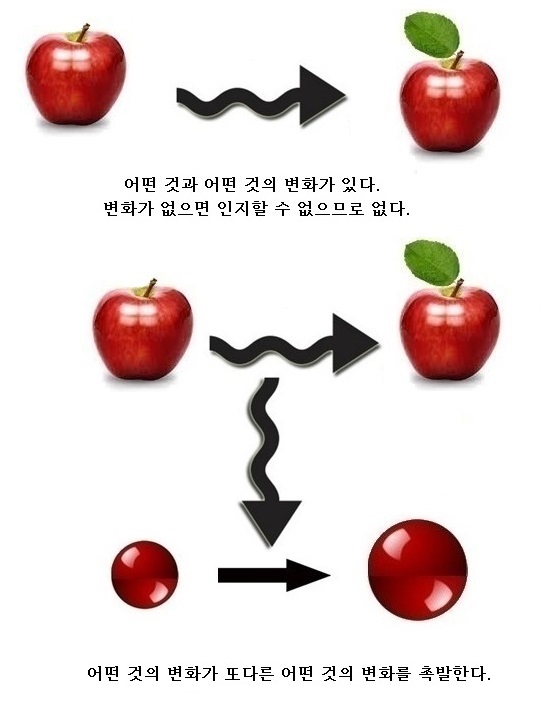 어떤 것과 어떤 것의 변화가 있다.
변화가 없으면 인지할 수 없으므로 없다.
어떤 것의 변화가 또다른 어떤 것의 변화를 촉발한다.